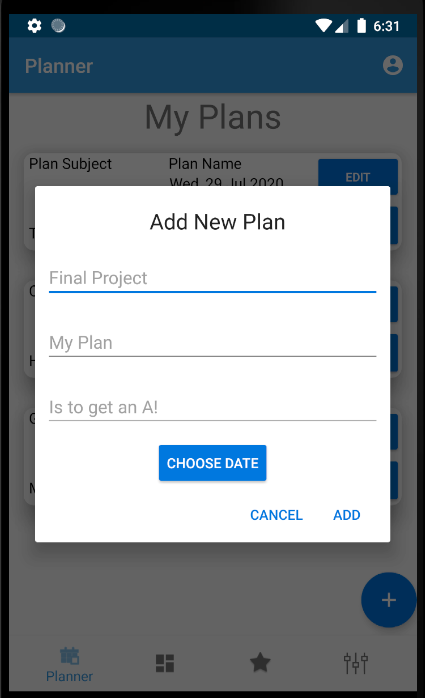 6:31
Planner
My Plans
Plan Subject
Plan Name
Wed, 29 Jul 2020
EDIT
Add New Plan
Final Project
My Plan
Is to get an A!
CHOOSE DATE
CANCEL
ADD
Planner